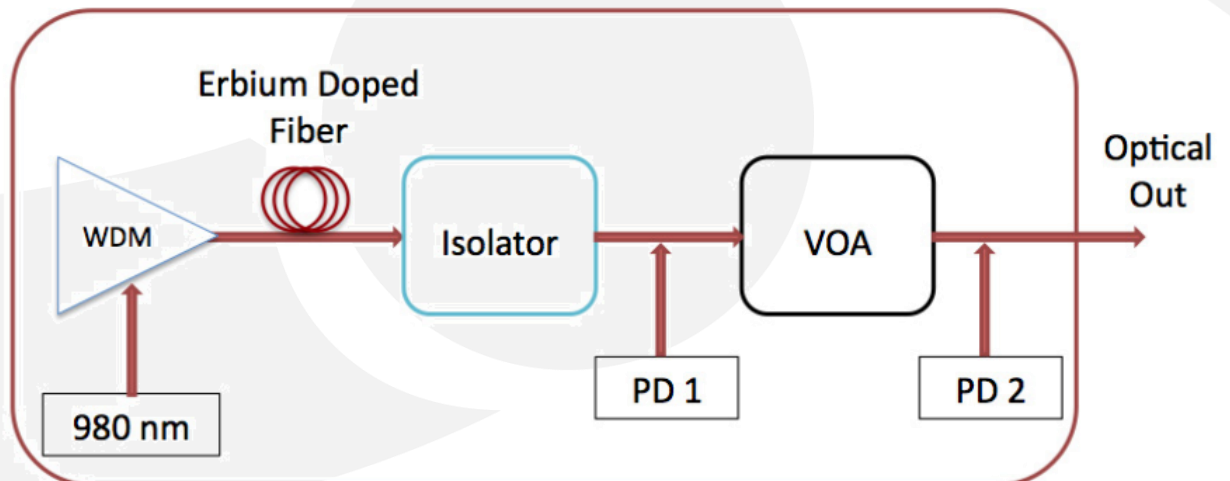 Erbium Doped
Fiber
WDM
Isolator
VOA
Optical
Out
980 nm
PD 1
PD 2